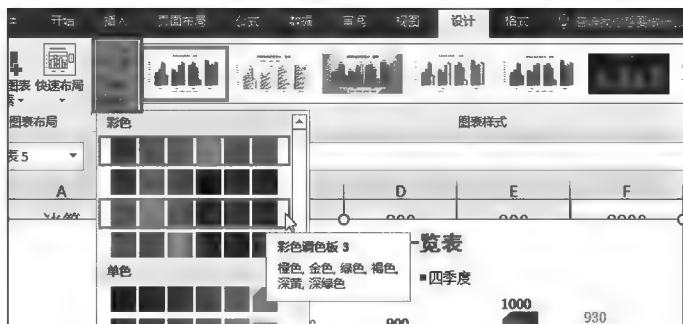 开始 插入 页面布局 公式 数据 审阅 视图 设计 格式
图表 快速布局
图表布局
彩色
图表样式
表 5
A D E F
彩色调色板 3
橙色, 金色, 绿色, 褐色,
深黄, 深绿色
一览表
单色
■四季度
1000
900
930